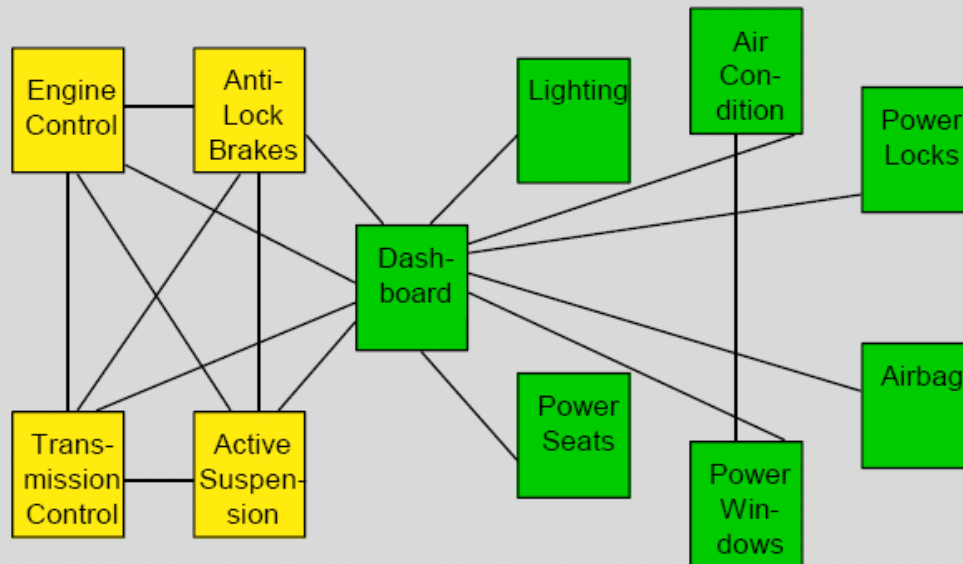 Engine
Control
Anti-
Lock
Brakes
Lighting
Air
Con-
dition
Power
Locks
Dash-
board
Trans-
mission
Control
Active
Suspen-
sion
Power
Seats
Power
Win-
dows
Airbag